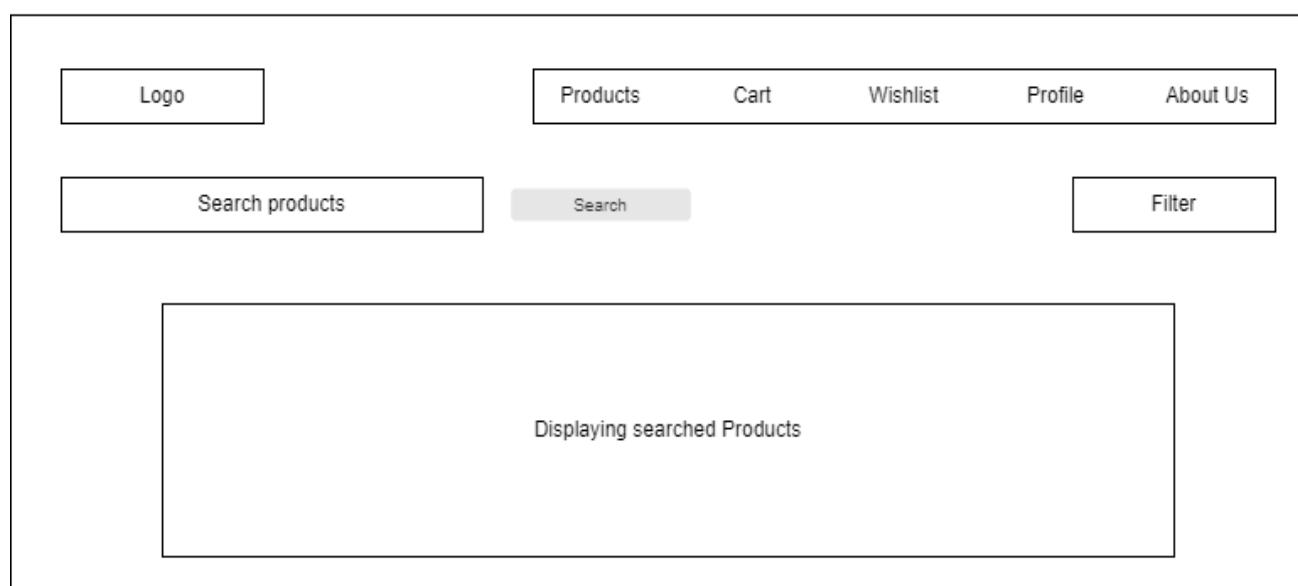 Logo
Products Cart Wishlist Profile About Us
Search products Search Filter
Displaying searched Products